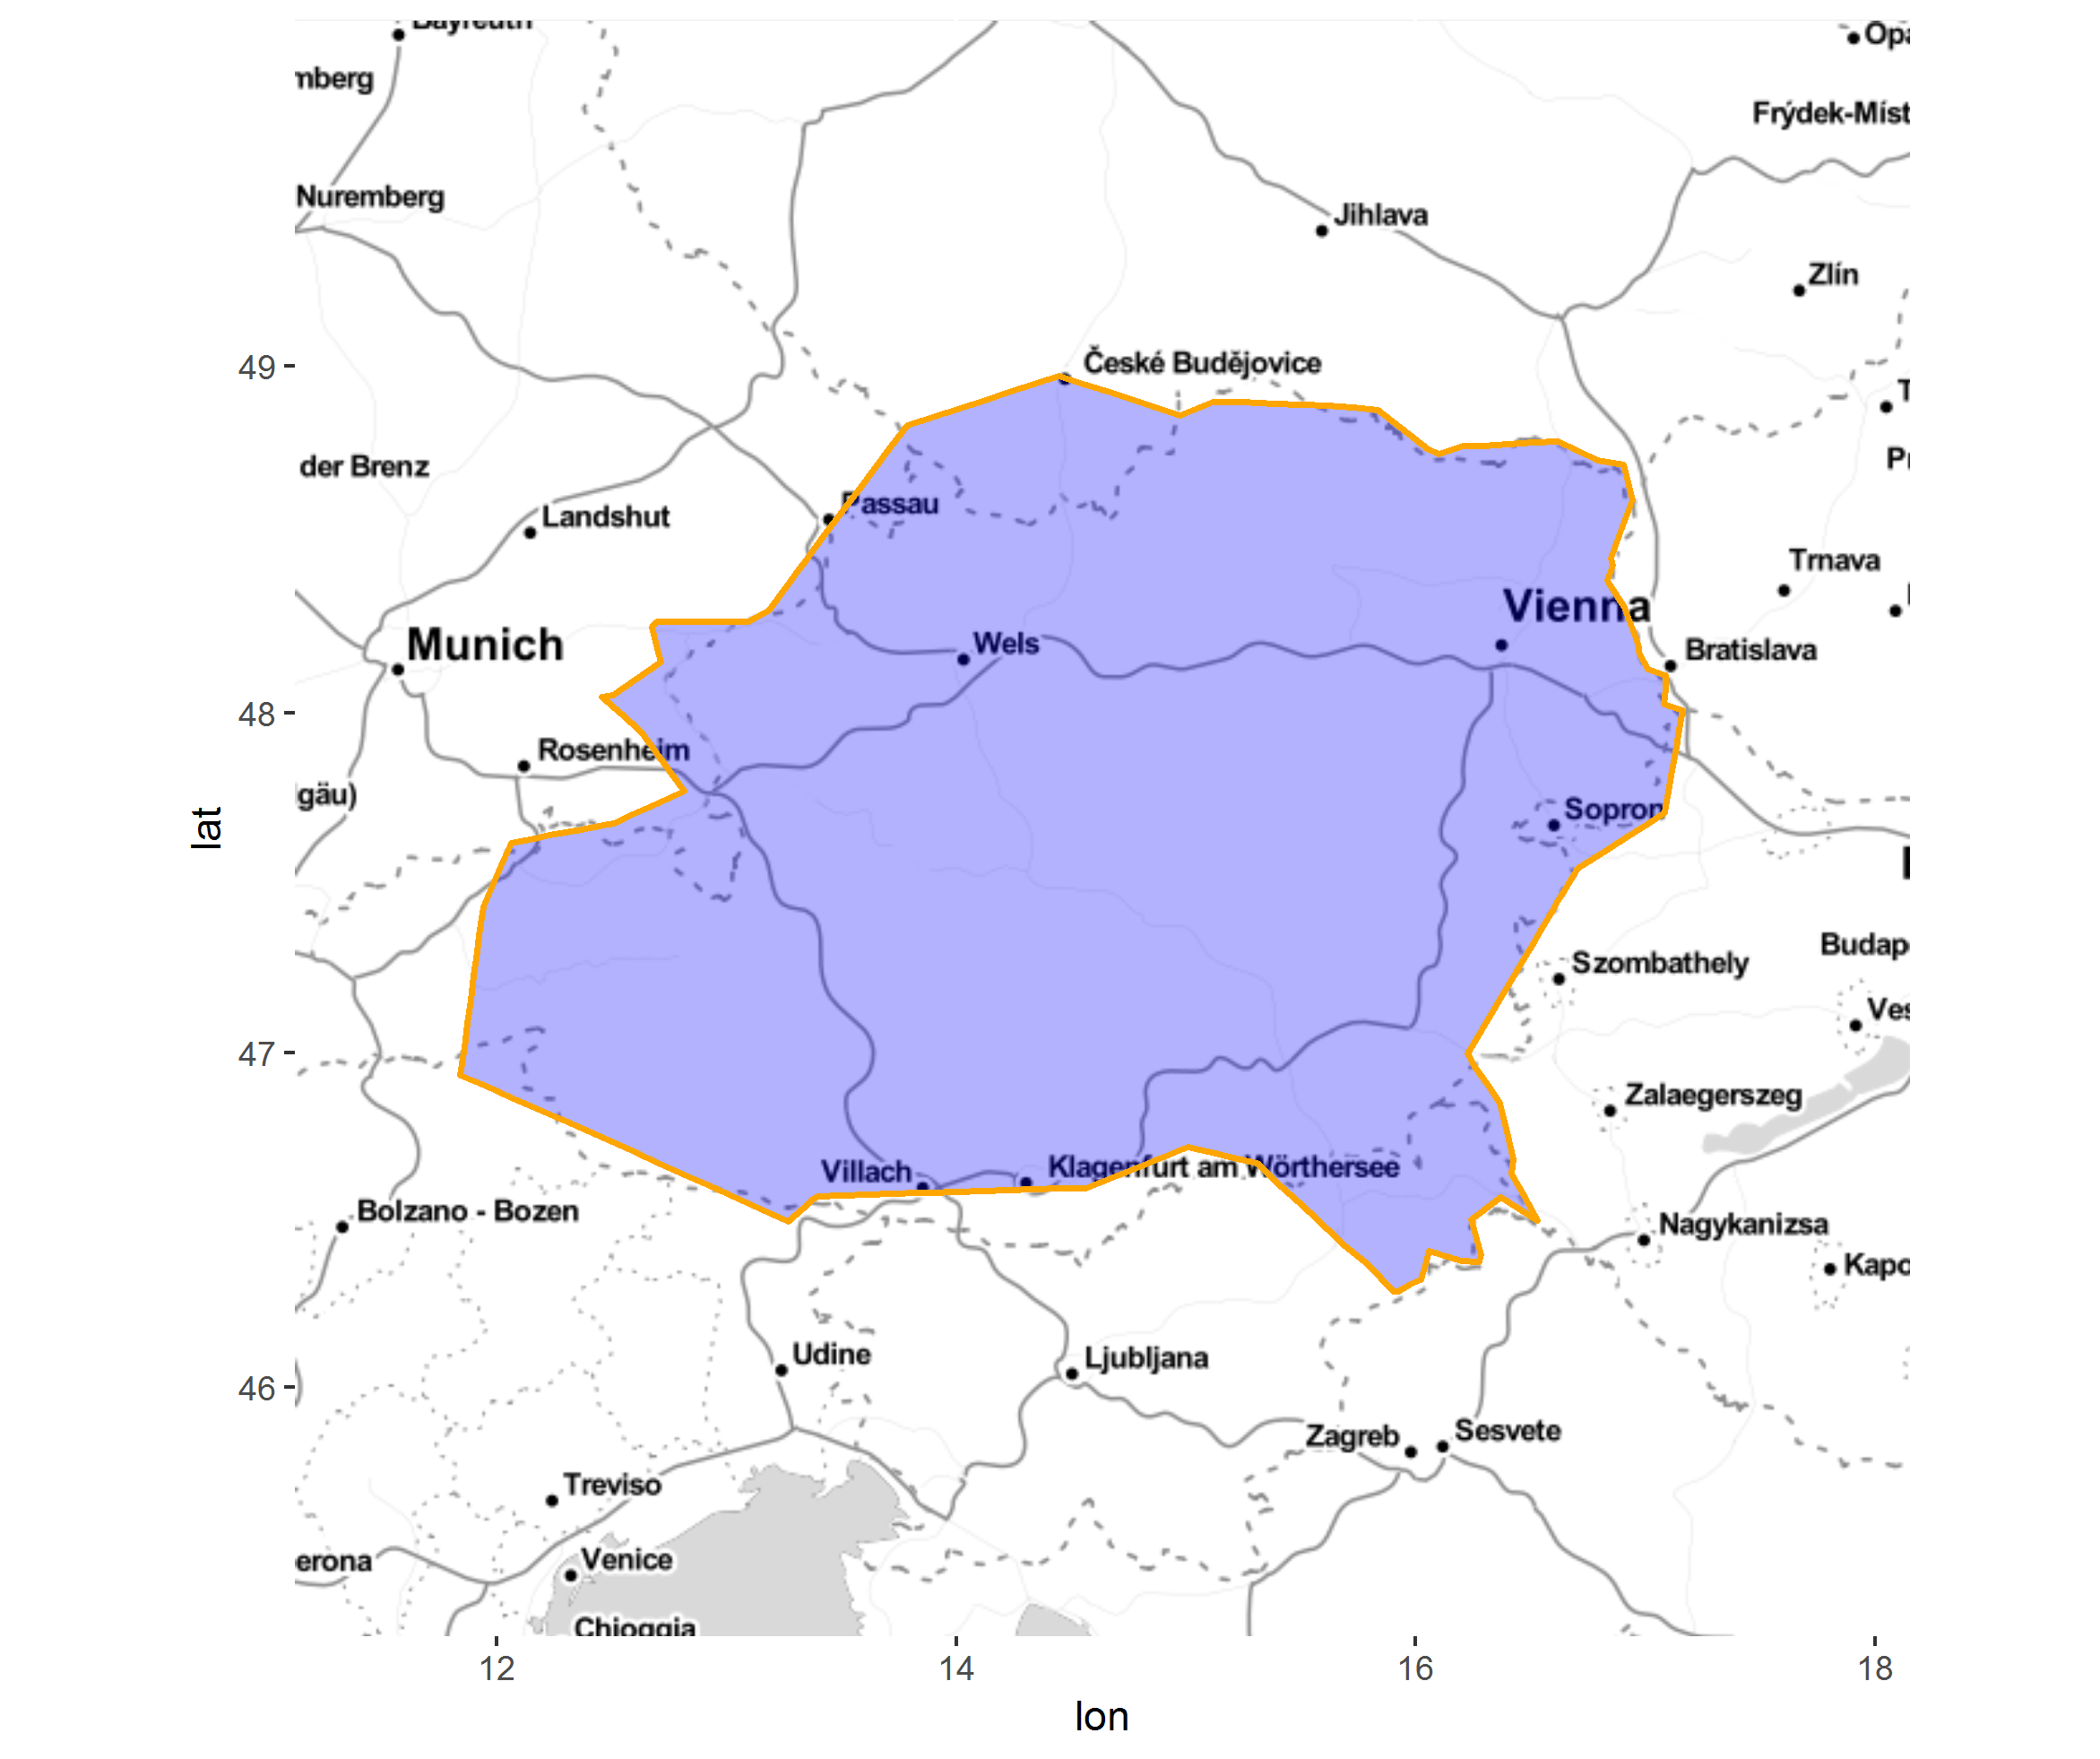 Bayreuth
Opa
mberg
Frýdek-Míst
Nuremberg
Jihlava
Zlín
49
České Budějovice
T
der Brenz
Pr
Passau
Landshut
Trnava
Vienna
Munich
Wels
Bratislava
48
Rosenheim
gäu)
Sopron
lat
Budap
Szombathely
Ves
47
Zalaegerszeg
Villach
Klagenfurt am Wörthersee
Bolzano - Bozen
Nagykanizsa
Kapo
Udine
Ljubljana
46
Zagreb
Sesvete
Treviso
erona
Venice
Chioggia
12
14
16
18
lon